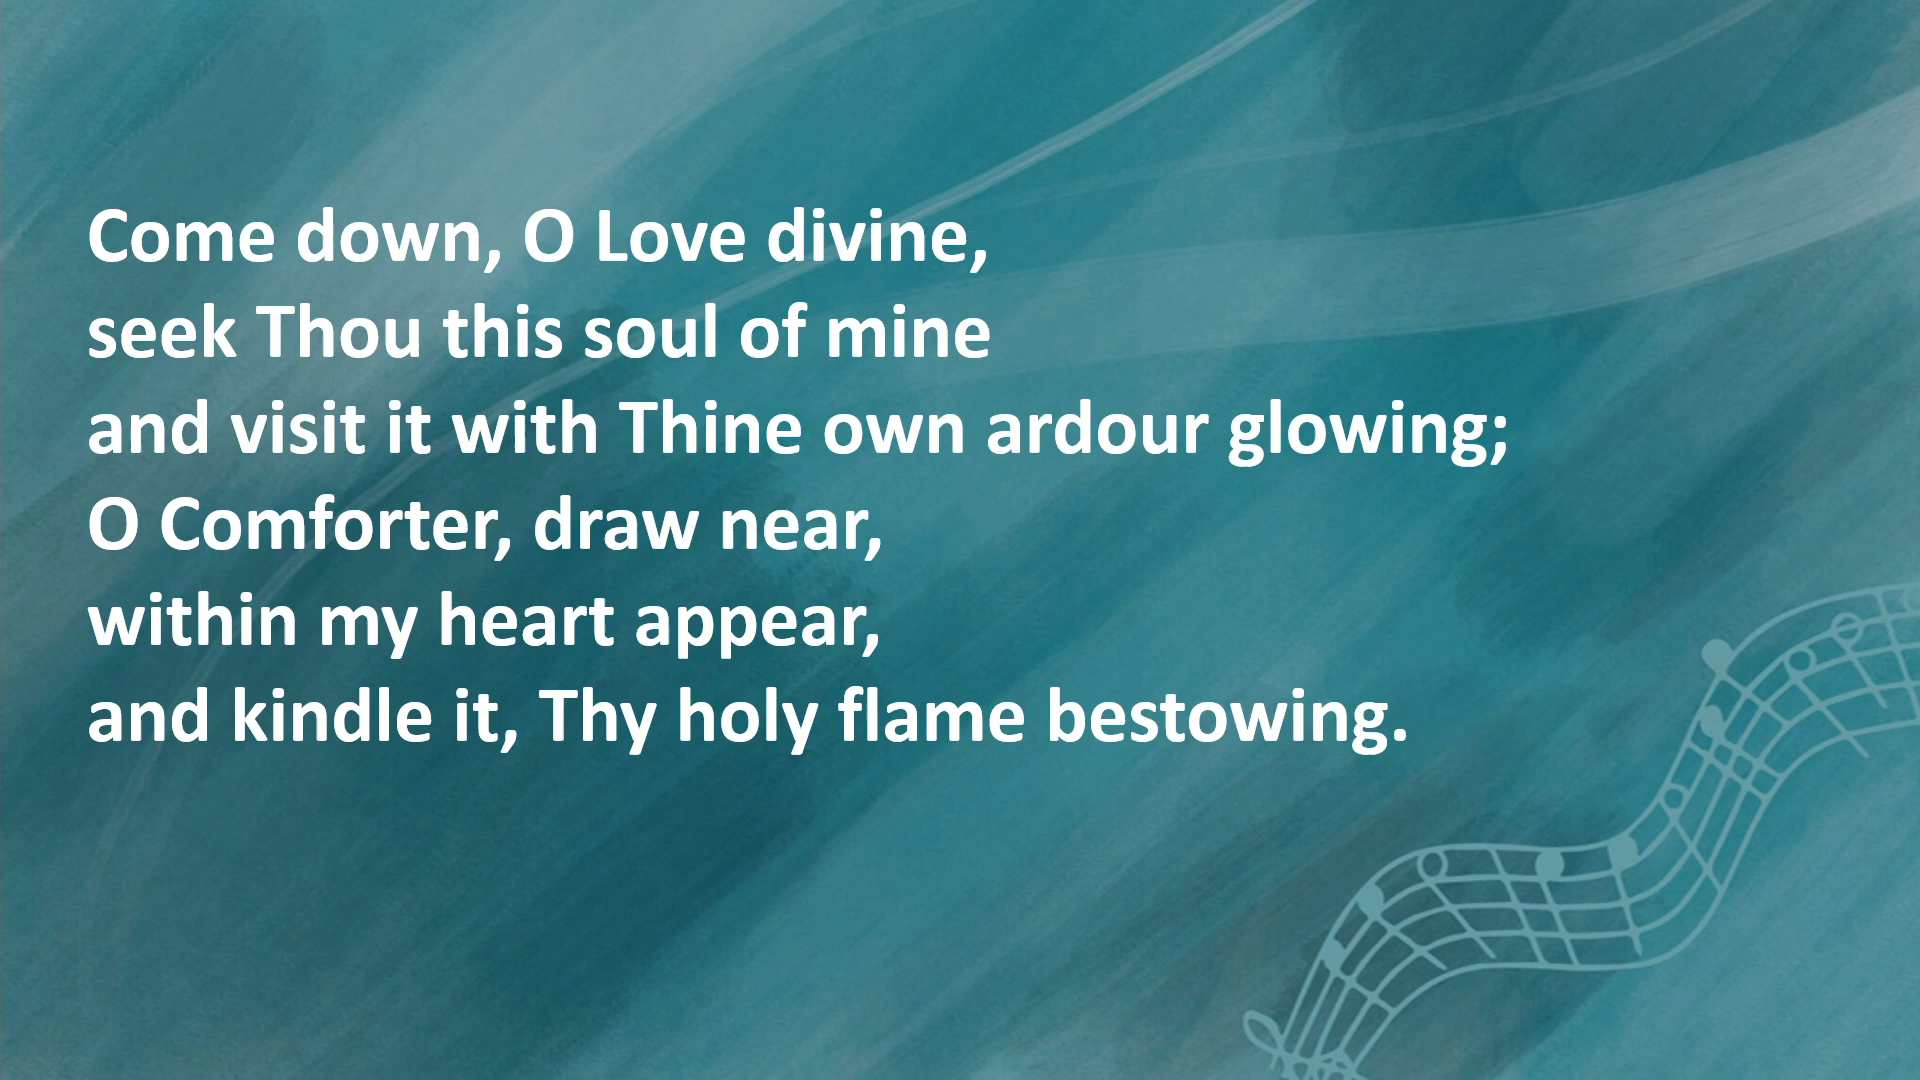 Come down, O Love divine,
seek Thou this soul of mine
and visit it with Thine own ardour glowing;
O Comforter, draw near,
within my heart appear,
and kindle it, Thy holy flame bestowing.